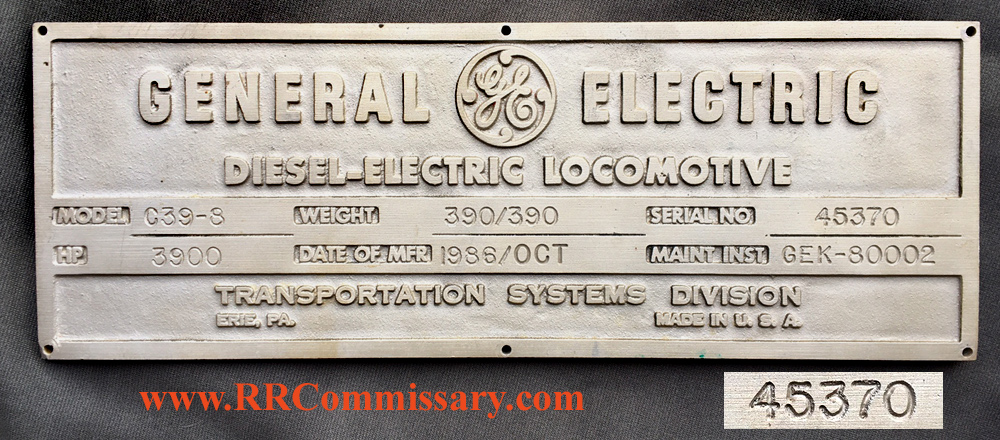 GENERAL GE ELECTRIC
DIESEL-ELECTRIC LOCOMOTIVE
MODEL C39-8 WEIGHT 390/390 SERIAL NO. 45370
HP. 3900 DATE OF MFR. 1986/OCT MAINT INST GEK-80002
TRANSPORTATION SYSTEMS DIVISION
ERIE, PA. MADE IN U. S. A.
www.RRCommissary.com
45370